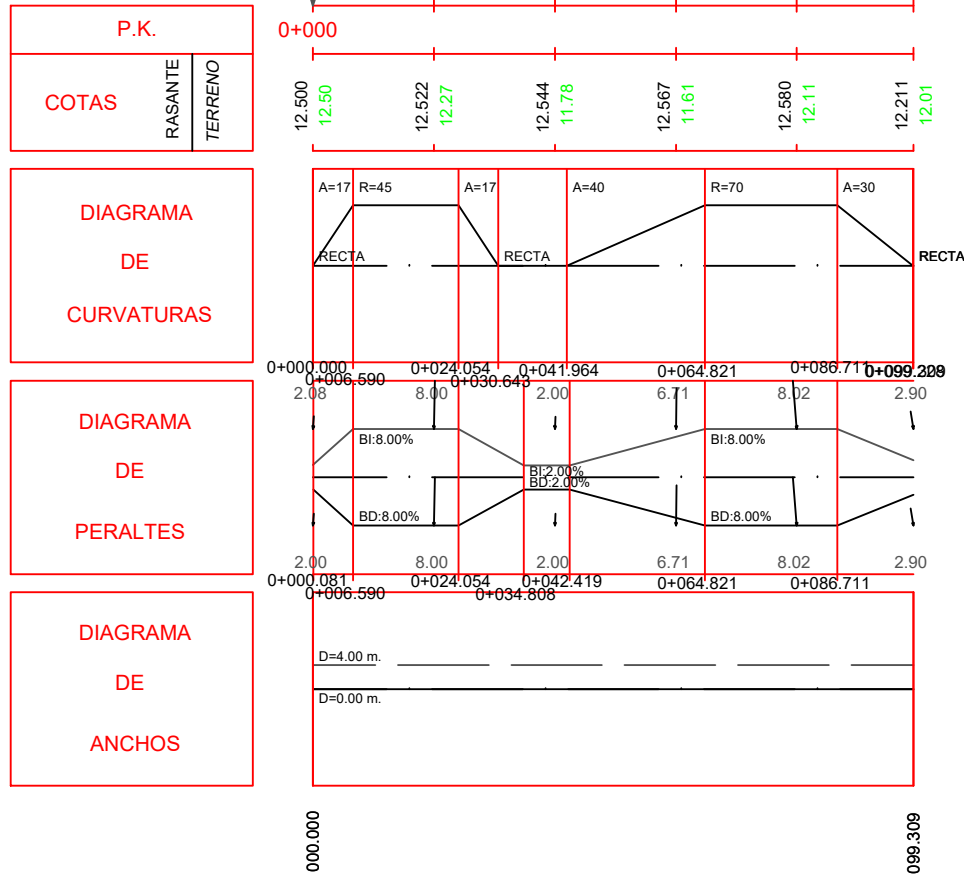 P.K.
0+000
COTAS
RASANTE
TERRENO
12.500
12.50
12.522
12.27
12.544
11.78
12.567
11.61
12.580
12.11
12.211
12.01
DIAGRAMA
DE
CURVATURAS
A=17 R=45 A=17 A=40 R=70 A=30
RECTA RECTA RECTA
0+000.000 0+024.054 0+041.964 0+064.821 0+086.711
0+006.590 0+030.643
DIAGRAMA
DE
PERALTES
2.08 8.00 2.00 6.71 8.02 2.90
BI:8.00% BI:8.00%
BI:2.00%
BD:2.00%
BD:8.00% BD:8.00%
2.00 8.00 2.00 6.71 8.02 2.90
0+000.081 0+024.054 0+042.419 0+064.821 0+086.711
0+006.590 0+034.808
DIAGRAMA
DE
ANCHOS
D=4.00 m.
D=0.00 m.
000.000
099.309